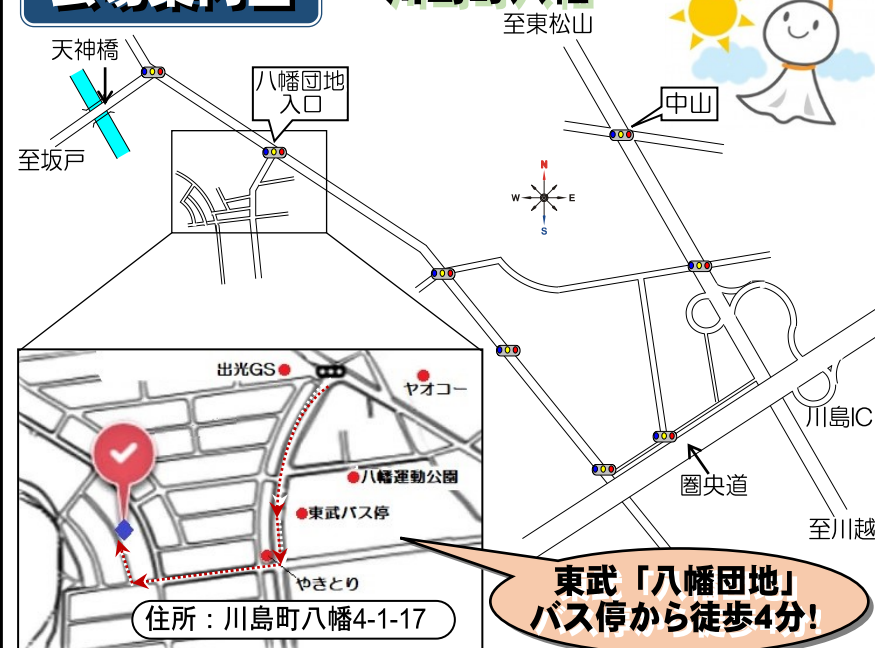 至東松山
天神橋
八幡団地
入口
中山
至坂戸
N
W
E
S
川島IC
圏央道
至川越
出光GS
ヤオコー
八幡運動公園
東武バス停
やきとり
住所：川島町八幡4-1-17
東武「八幡団地」
バス停から徒歩4分!